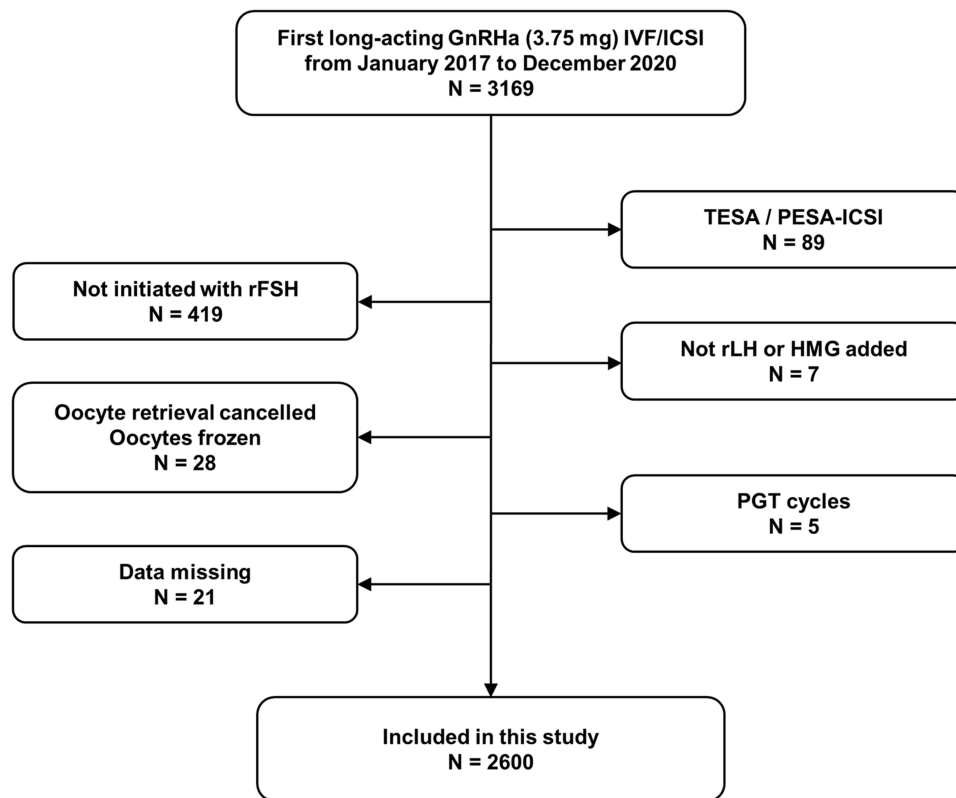 First long-acting GnRHa (3.75 mg) IVF/ICSI
from January 2017 to December 2020
N = 3169
TESA / PESA-ICSI
N = 89
Not initiated with rFSH
N = 419
Not rLH or HMG added
N = 7
Oocyte retrieval cancelled
Oocytes frozen
N = 28
PGT cycles
N = 5
Data missing
N = 21
Included in this study
N = 2600